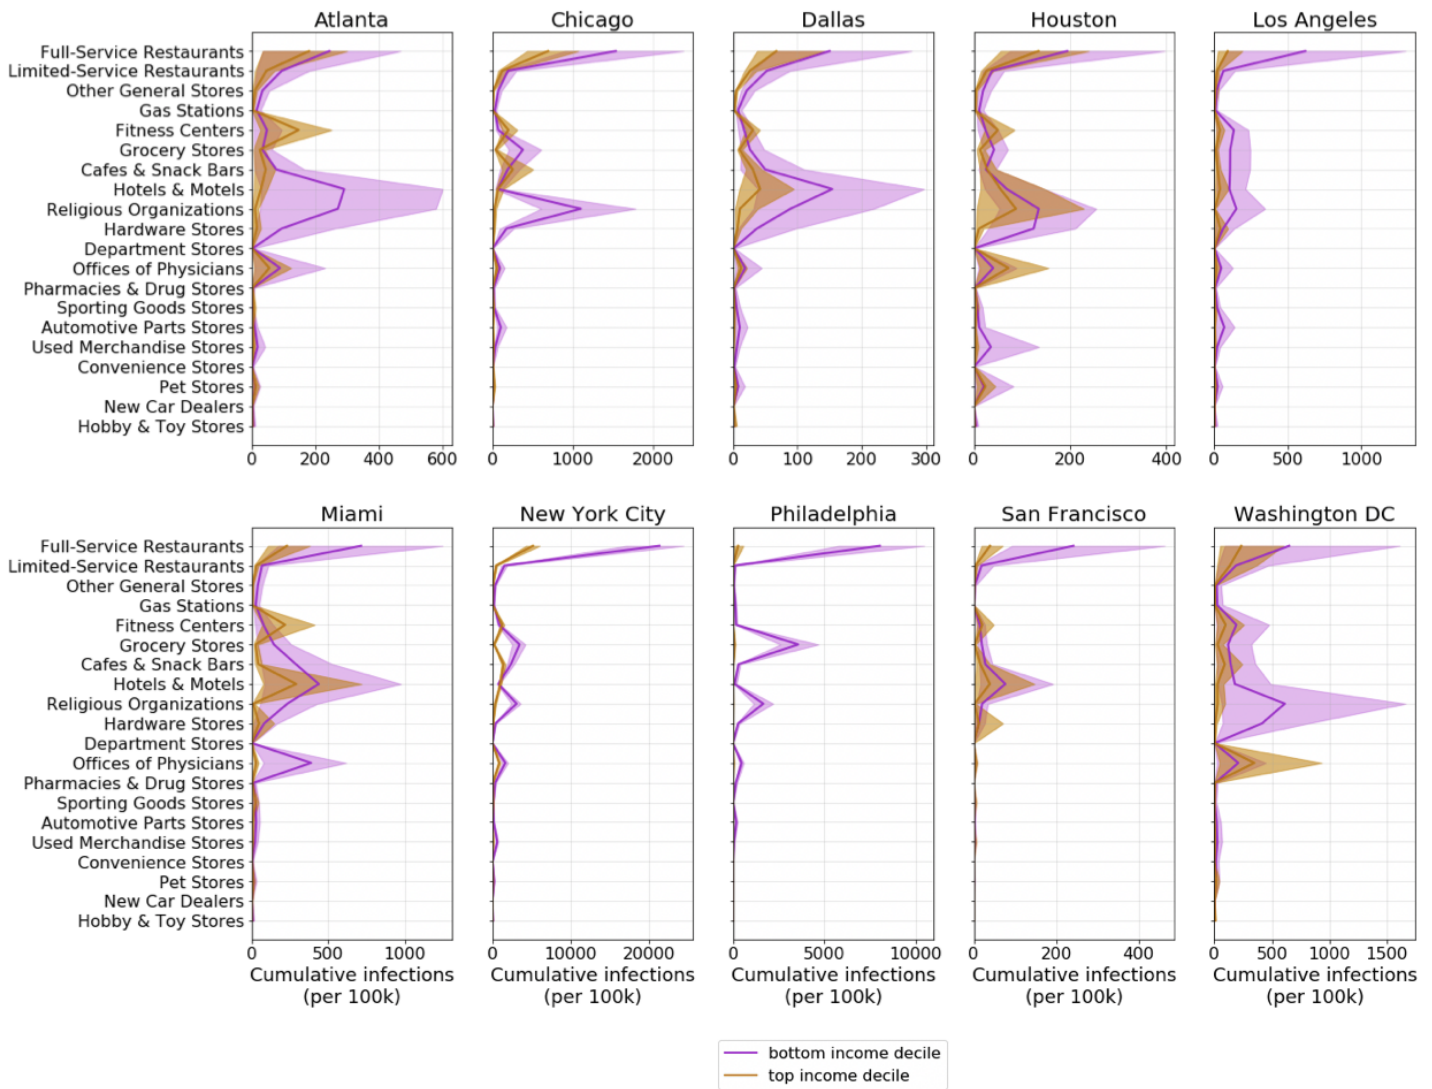 Atlanta
Chicago
Dallas
Houston
Los Angeles
Full-Service Restaurants
Limited-Service Restaurants
Other General Stores
Gas Stations
Fitness Centers
Grocery Stores
Cafes & Snack Bars
Hotels & Motels
Religious Organizations
Hardware Stores
Department Stores
Offices of Physicians
Pharmacies & Drug Stores
Sporting Goods Stores
Automotive Parts Stores
Used Merchandise Stores
Convenience Stores
Pet Stores
New Car Dealers
Hobby & Toy Stores
0 200 400 600
0 1000 2000
0 100 200 300
0 200 400
0 500 1000
Miami
New York City
Philadelphia
San Francisco
Washington DC
Full-Service Restaurants
Limited-Service Restaurants
Other General Stores
Gas Stations
Fitness Centers
Grocery Stores
Cafes & Snack Bars
Hotels & Motels
Religious Organizations
Hardware Stores
Department Stores
Offices of Physicians
Pharmacies & Drug Stores
Sporting Goods Stores
Automotive Parts Stores
Used Merchandise Stores
Convenience Stores
Pet Stores
New Car Dealers
Hobby & Toy Stores
0 500 1000
0 10000 20000
0 5000 10000
0 200 400
0 500 1000 1500
Cumulative infections
(per 100k)
Cumulative infections
(per 100k)
Cumulative infections
(per 100k)
Cumulative infections
(per 100k)
Cumulative infections
(per 100k)
bottom income decile
top income decile